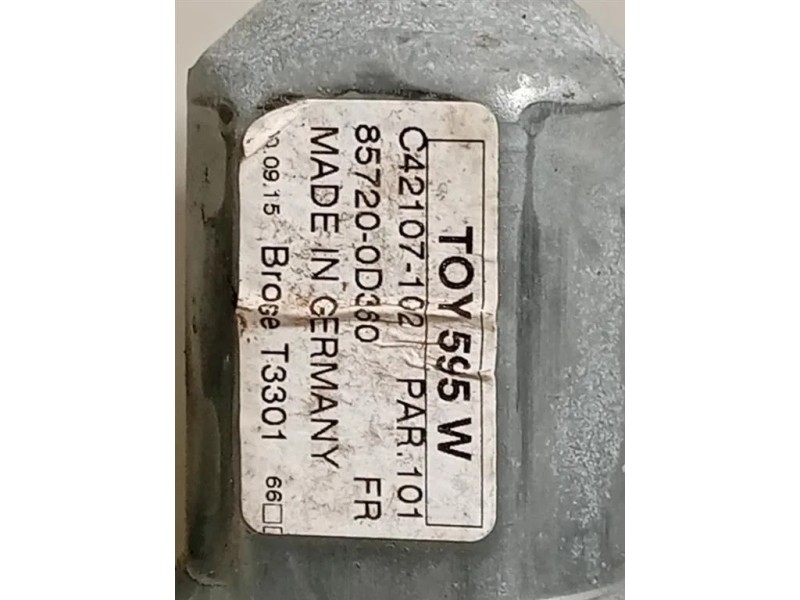 TOY 595 W
C42107-102 PAR.101
85720-0D360 FR
MADE IN GERMANY
.09.15 Brose T3301 66